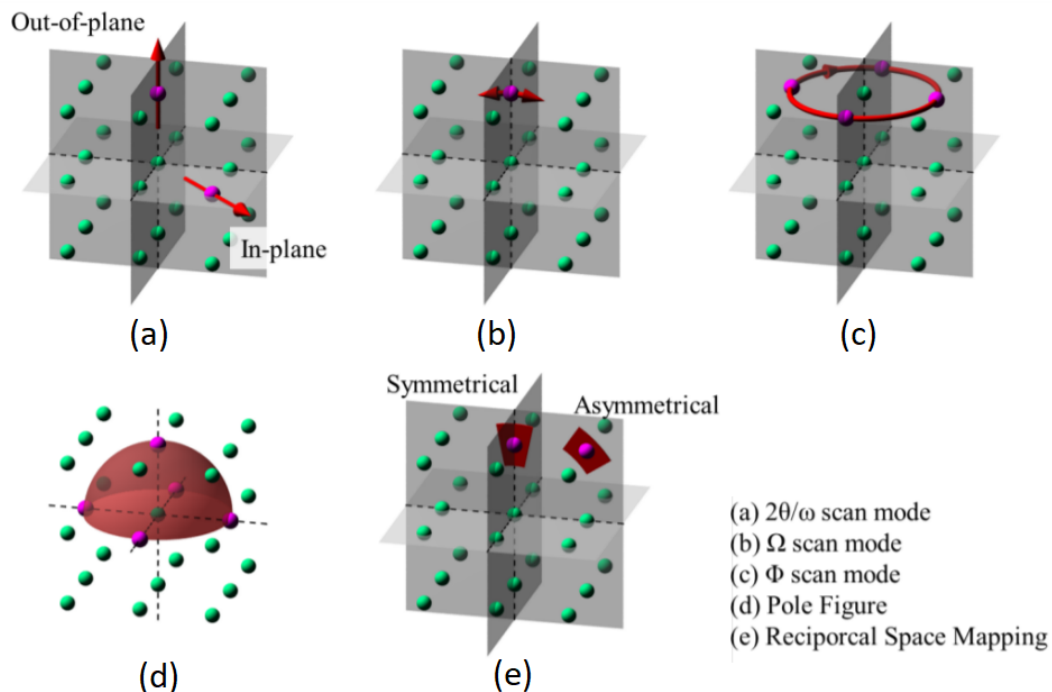 Out-of-plane
In-plane
(a)
(b)
(c)
Symmetrical
Asymmetrical
(d)
(e)
(a) 2θ/ω scan mode
(b) Ω scan mode
(c) Φ scan mode
(d) Pole Figure
(e) Reciporcal Space Mapping